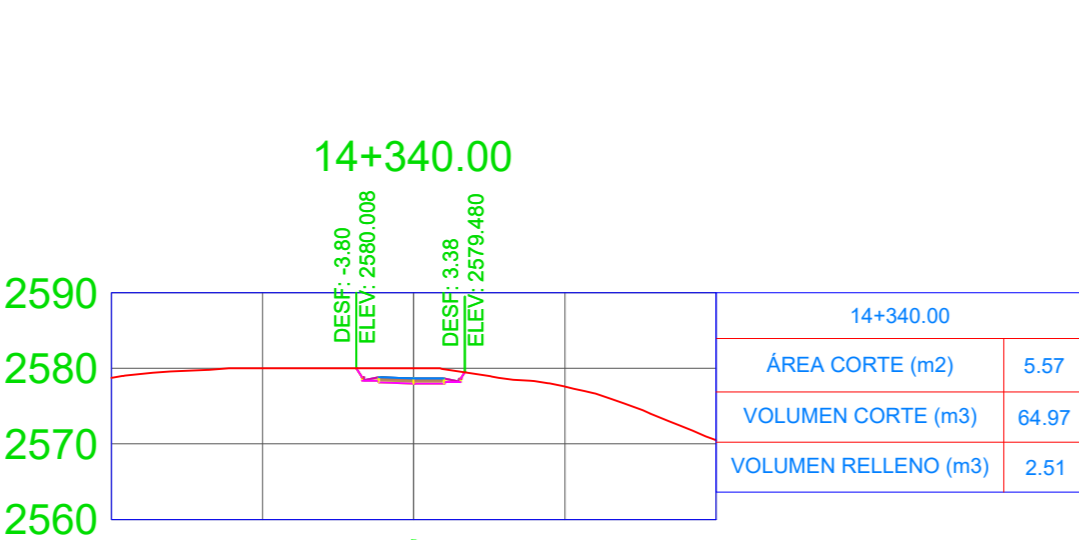 14+340.00
DESF: -3.80
ELEV: 2580.008
DESF: 3.38
ELEV: 2579.480
2590
2580
2570
2560
14+340.00
ÁREA CORTE (m2) 5.57
VOLUMEN CORTE (m3) 64.97
VOLUMEN RELLENO (m3) 2.51